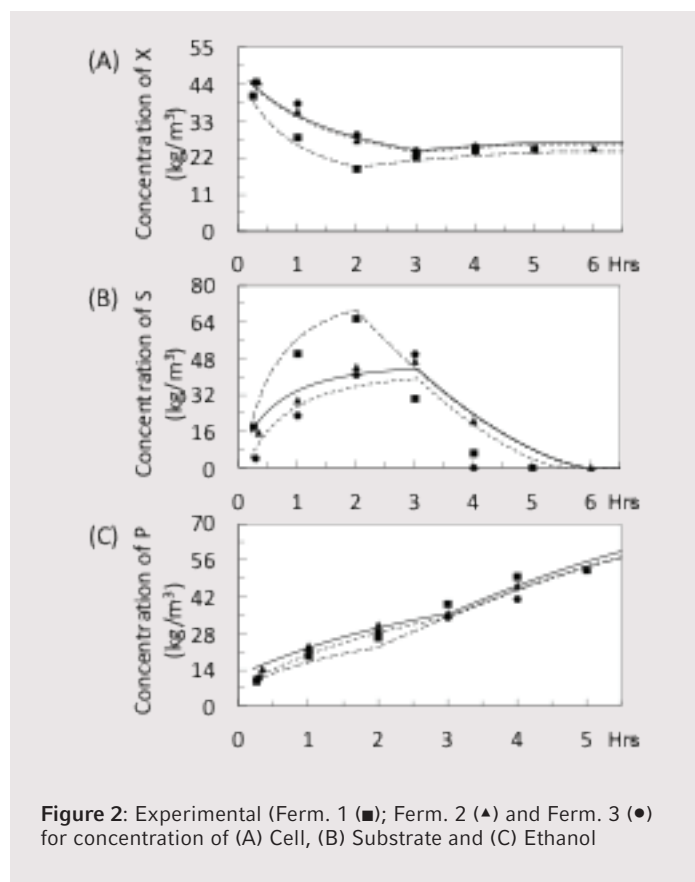 (A)
Concentration of X
(kg/m³)
55
44
33
22
11
0
0 1 2 3 4 5 6 Hrs
(B)
Concentration of S
(kg/m³)
80
64
48
32
16
0
0 1 2 3 4 5 6 Hrs
(C)
Concentration of P
(kg/m³)
70
56
42
28
14
0
0 1 2 3 4 5 Hrs
Figure 2: Experimental (Ferm. 1 (■); Ferm. 2 (▲) and Ferm. 3 (●)
for concentration of (A) Cell, (B) Substrate and (C) Ethanol